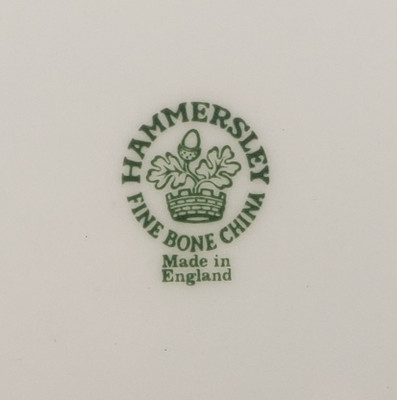 HAMMERSLEY
FINE BONE CHINA
Made in
England